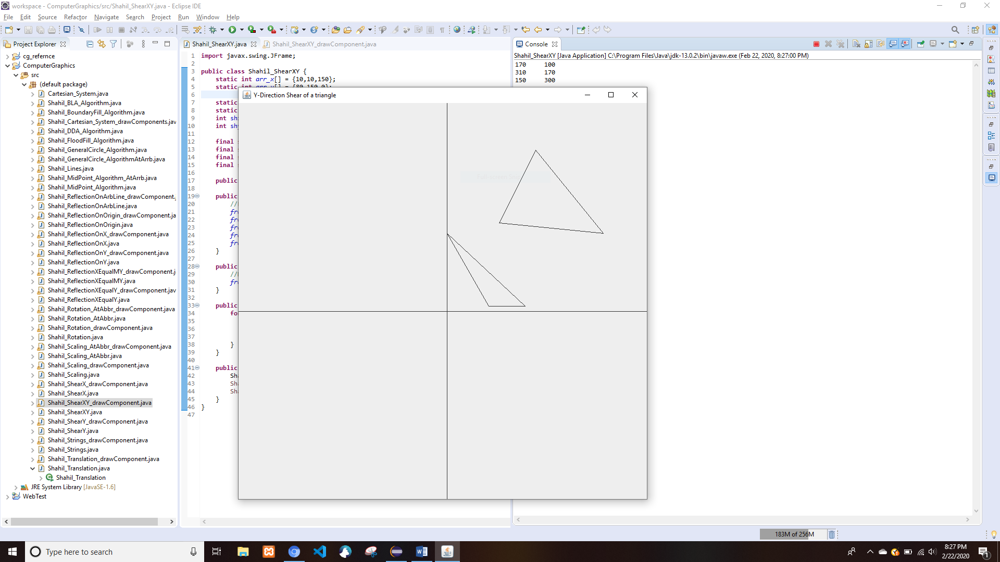 workspace - ComputerGraphics/src/Shahil_ShearXY.java - Eclipse IDE
File Edit Source Refactor Navigate Search Project Run Window Help
Project Explorer
cg_refernce
ComputerGraphics
src
(default package)
Cartesian_System.java
Shahil_BLA_Algorithm.java
Shahil_BoundaryFill_Algorithm.java
Shahil_Cartesian_System_drawComponents.jav
Shahil_DDA_Algorithm.java
Shahil_FloodFill_Algorithm.java
Shahil_GeneralCircle_Algorithm.java
Shahil_GeneralCircle_AlgorithmAtArrb.java
Shahil_Lines.java
Shahil_MidPoint_Algorithm_AtArrb.java
Shahil_MidPoint_Algorithm.java
Shahil_ReflectionOnArbLine_drawComponent.
Shahil_ReflectionOnArbLine.java
Shahil_ReflectionOnOrigin_drawComponent.ja
Shahil_ReflectionOnOrigin.java
Shahil_ReflectionOnX_drawComponent.java
Shahil_ReflectionOnX.java
Shahil_ReflectionOnY_drawComponent.java
Shahil_ReflectionOnY.java
Shahil_ReflectionXEqualMY_drawComponent.j
Shahil_ReflectionXEqualMY.java
Shahil_ReflectionXEqualY_drawComponent.jav
Shahil_ReflectionXEqualY.java
Shahil_Rotation_AtAbbr_drawComponent.java
Shahil_Rotation_AtAbbr.java
Shahil_Rotation_drawComponent.java
Shahil_Rotation.java
Shahil_Scaling_AtAbbr_drawComponent.java
Shahil_Scaling_AtAbbr.java
Shahil_Scaling_drawComponent.java
Shahil_Scaling.java
Shahil_ShearX_drawComponent.java
Shahil_ShearX.java
Shahil_ShearXY_drawComponent.java
Shahil_ShearXY.java
Shahil_ShearY_drawComponent.java
Shahil_ShearY.java
Shahil_Strings_drawComponent.java
Shahil_Strings.java
Shahil_Translation_drawComponent.java
Shahil_Translation.java
Shahil_Translation
JRE System Library [JavaSE-1.6]
WebTest
Shahil_ShearXY.java Shahil_ShearXY_drawComponent.java
1 import javax.swing.JFrame;
2
3 public class Shahil_ShearXY {
4 static int arr_x[] = {10,10,150};
5 static int arr_y[] = {80,150,0};
6
7 static
8 static
9 int sh
10 int shy
11
12 final
13 final
14 final
15 final
16
17 public
18
19 public
20 //
21 fr
22 fr
23 fr
24 fr
25 fr
26 }
27
28 public
29 //
30 fr
31 }
32
33 public
34 fo
35
36
37
38 }
39 }
40
41 public
42 Sh
43 Sh
44 Sh
45 }
46 }
47
Y-Direction Shear of a triangle
Console
Shahil_ShearXY [Java Application] C:\Program Files\Java\jdk-13.0.2\bin\javaw.exe (Feb 22, 2020, 8:27:00 PM)
170 100
310 170
150 300
183M of 256M
Type here to search
8:27 PM
2/22/2020
1